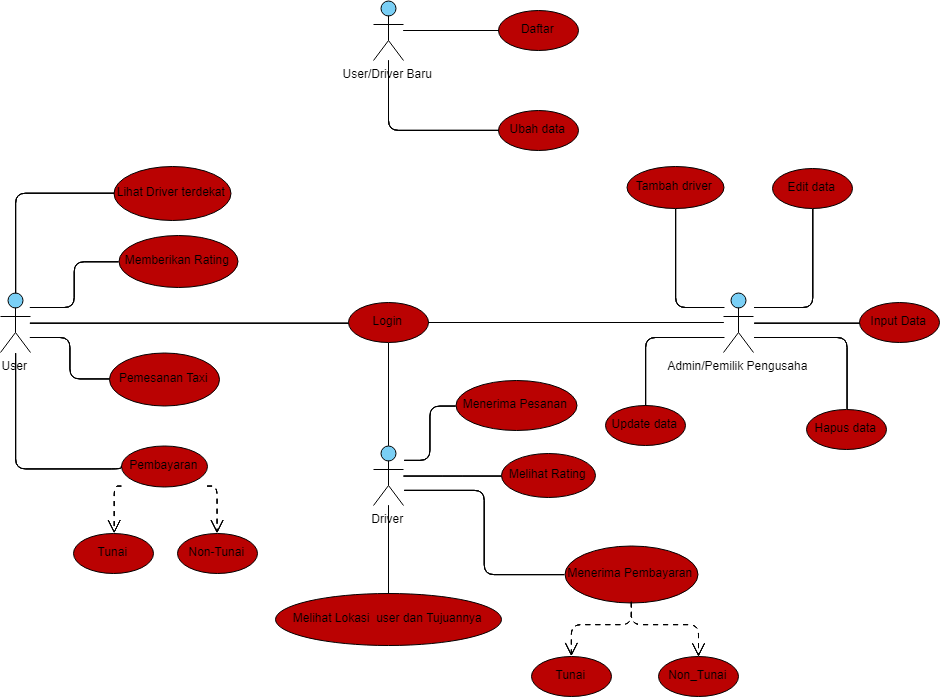 Daftar
User/Driver Baru
Ubah data
Lihat Driver terdekat
Tambah driver
Edit data
Memberikan Rating
Login
Input Data
User
Admin/Pemilik Pengusaha
Pemesanan Taxi
Menerima Pesanan
Update data
Hapus data
Pembayaran
Melihat Rating
Driver
Tunai
Non-Tunai
Menerima Pembayaran
Melihat Lokasi user dan Tujuannya
Tunai
Non_Tunai